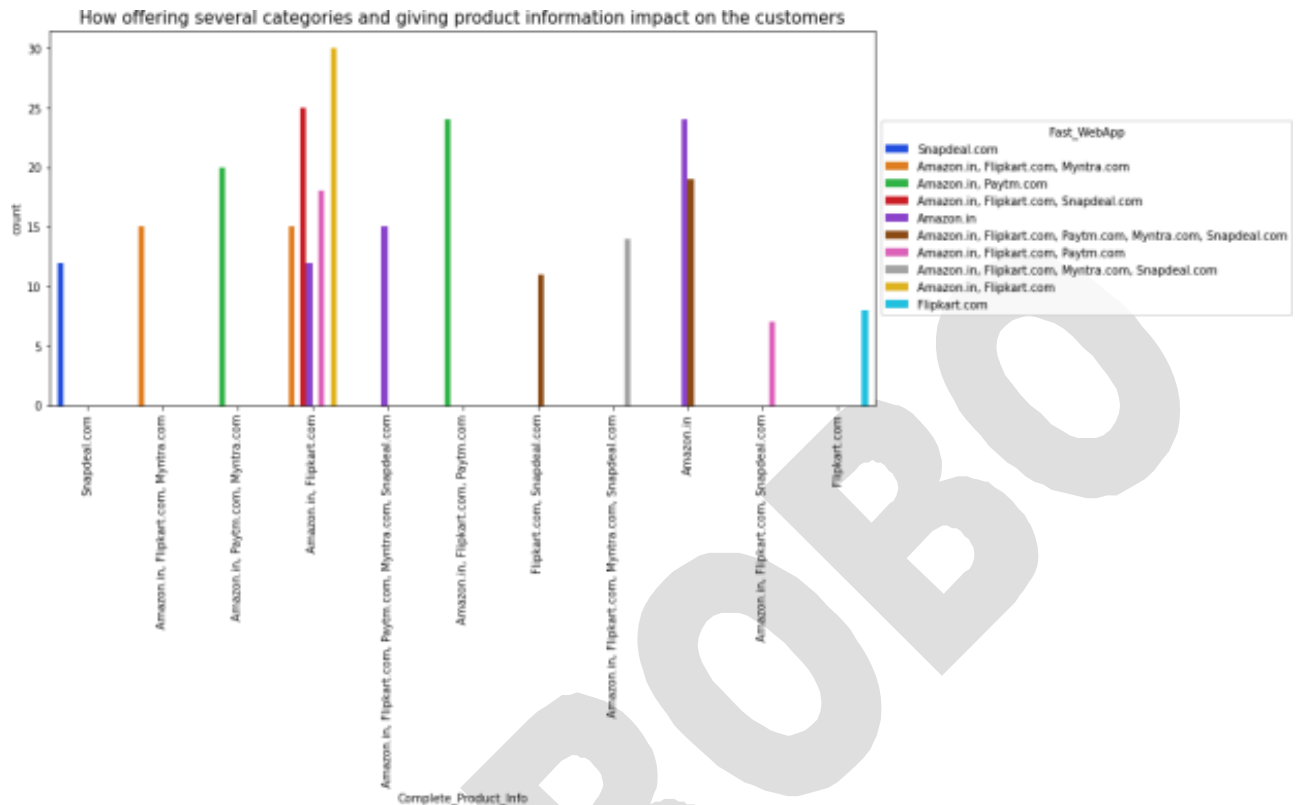 How offering several categories and giving product information impact on the customers
30
25
20
15
10
5
0
count
Fast_WebApp
Snapdeal.com
Amazon.in, Flipkart.com, Myntra.com
Amazon.in, Paytm.com
Amazon.in, Flipkart.com, Snapdeal.com
Amazon.in
Amazon.in, Flipkart.com, Paytm.com, Myntra.com, Snapdeal.com
Amazon.in, Flipkart.com, Paytm.com
Amazon.in, Flipkart.com, Myntra.com, Snapdeal.com
Amazon.in, Flipkart.com
Flipkart.com
Snapdeal.com
Amazon.in, Flipkart.com, Myntra.com
Amazon.in, Paytm.com, Myntra.com
Amazon.in, Flipkart.com
Amazon.in, Flipkart.com, Paytm.com, Myntra.com, Snapdeal.com
Amazon.in, Flipkart.com, Paytm.com
Flipkart.com, Snapdeal.com
Amazon.in, Flipkart.com, Myntra.com, Snapdeal.com
Amazon.in
Amazon.in, Flipkart.com, Snapdeal.com
Flipkart.com
Complete_Product_Info